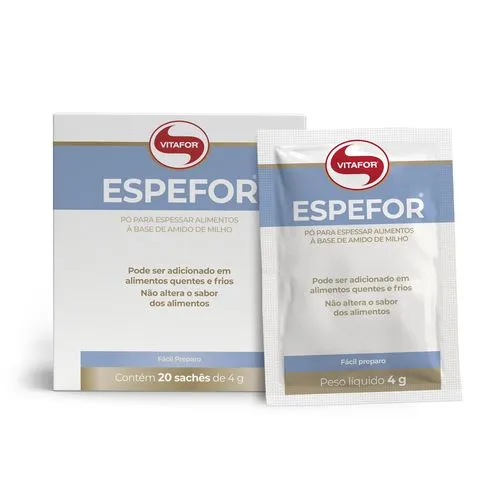 VITAFOR®
ESPEFOR®
PÓ PARA ESPESSAR ALIMENTOS
À BASE DE AMIDO DE MILHO
Pode ser adicionado em
alimentos quentes e frios
Não altera o sabor
dos alimentos
Fácil Preparo
Contém 20 sachês de 4 g
VITAFOR®
ESPEFOR®
PÓ PARA ESPESSAR ALIMENTOS
À BASE DE AMIDO DE MILHO
Pode ser adicionado em
alimentos quentes e frios
Não altera o sabor
dos alimentos
Fácil preparo
Peso líquido 4 g